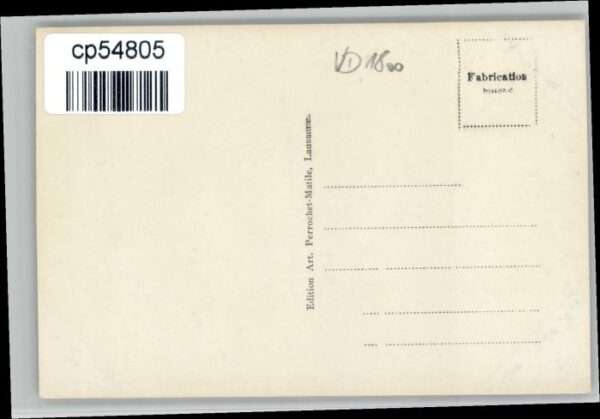 cp54805
VD 1800
Fabrication
Edition Art. Perrochet-Matile, Lausanne.